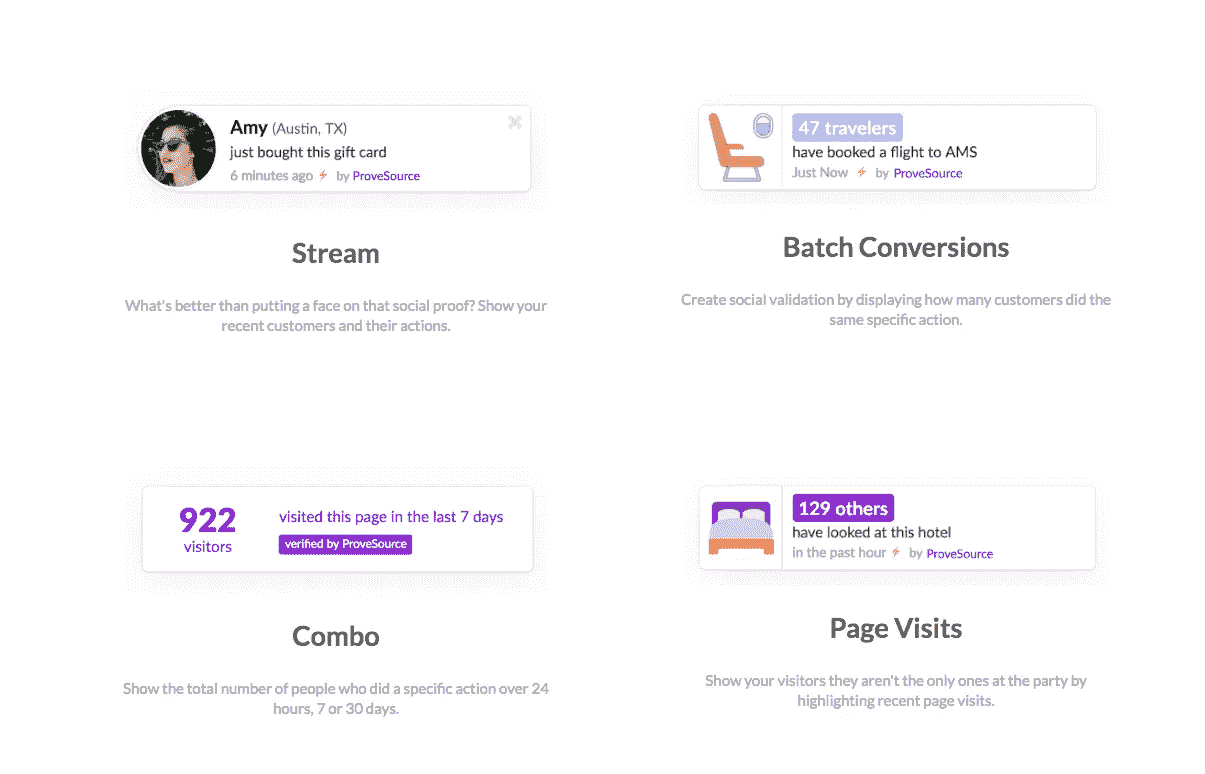 Amy (Austin, TX)
just bought this gift card
6 minutes ago by ProveSource
Stream
What's better than putting a face on that social proof? Show your
recent customers and their actions.
47 travelers
have booked a flight to AMS
Just Now by ProveSource
Batch Conversions
Create social validation by displaying how many customers did the
same specific action.
922
visitors
visited this page in the last 7 days
verified by ProveSource
Combo
Show the total number of people who did a specific action over 24
hours, 7 or 30 days.
129 others
have looked at this hotel
in the past hour by ProveSource
Page Visits
Show your visitors they aren't the only ones at the party by
highlighting recent page visits.